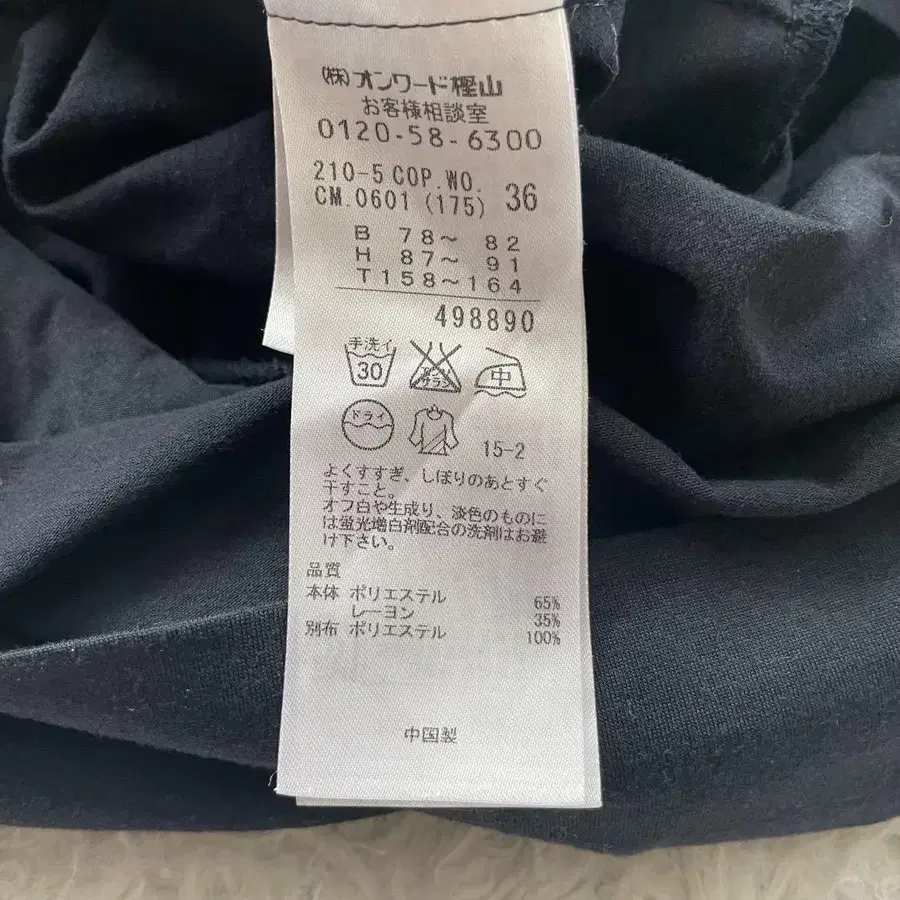 (株)オンワード樫山
お客様相談室
0120-58-6300
210-5 COP.WO.
CM.0601 (175) 36
B 78～ 82
H 87～ 91
T158～164
498890
手洗イ
30
エンソ
サラシ
中
ドライ
15-2
よくすすぎ、しぼりのあとすぐ
干すこと。
オフ白や生成り、淡色のものに
は蛍光増白剤配合の洗剤はお避
け下さい。
品質
本体 ポリエステル 65%
レーヨン 35%
別布 ポリエステル 100%
中国製